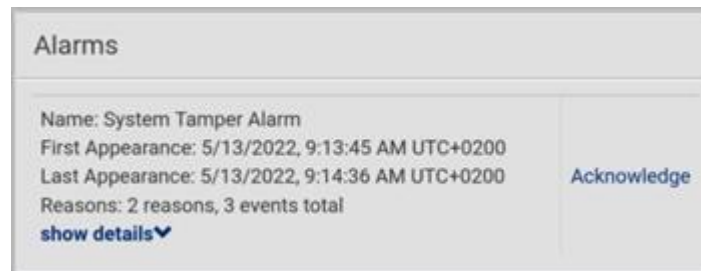 Alarms
Name: System Tamper Alarm
First Appearance: 5/13/2022, 9:13:45 AM UTC+0200
Last Appearance: 5/13/2022, 9:14:36 AM UTC+0200
Acknowledge
Reasons: 2 reasons, 3 events total
show details